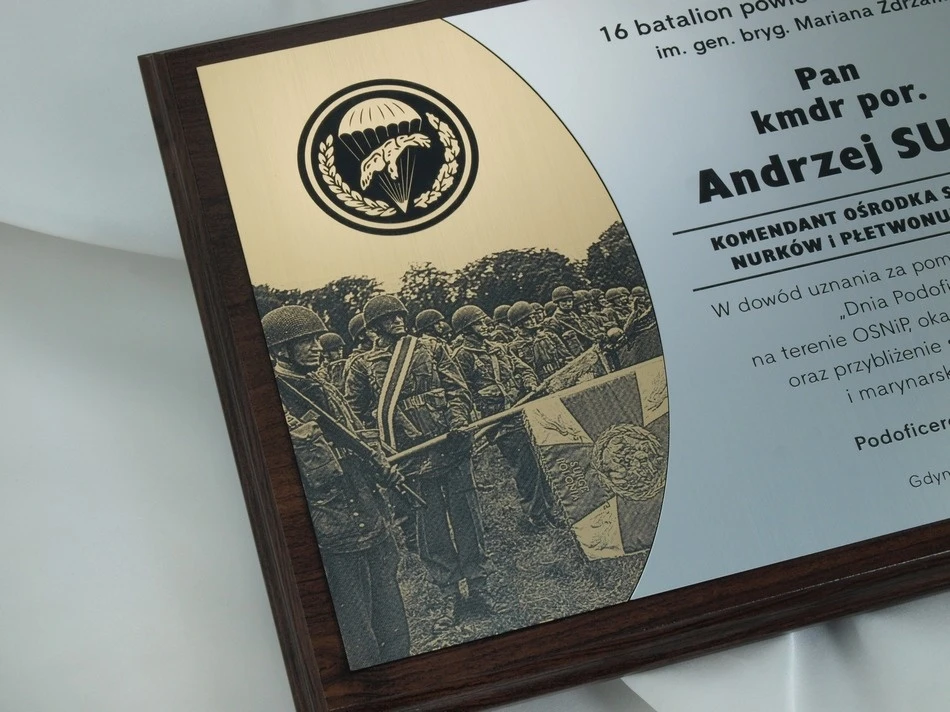 16 batalion
im. gen. bryg. Mariana
Pan
kmdr por.
Andrzej SU
KOMENDANT OŚRODKA S
NURKÓW i PŁETWONU
W dowód uznania za pom
„Dnia Podofi
na terenie OSNiP, oka
oraz przybliżenie
i marynarsk
Podoficer
Gdyn